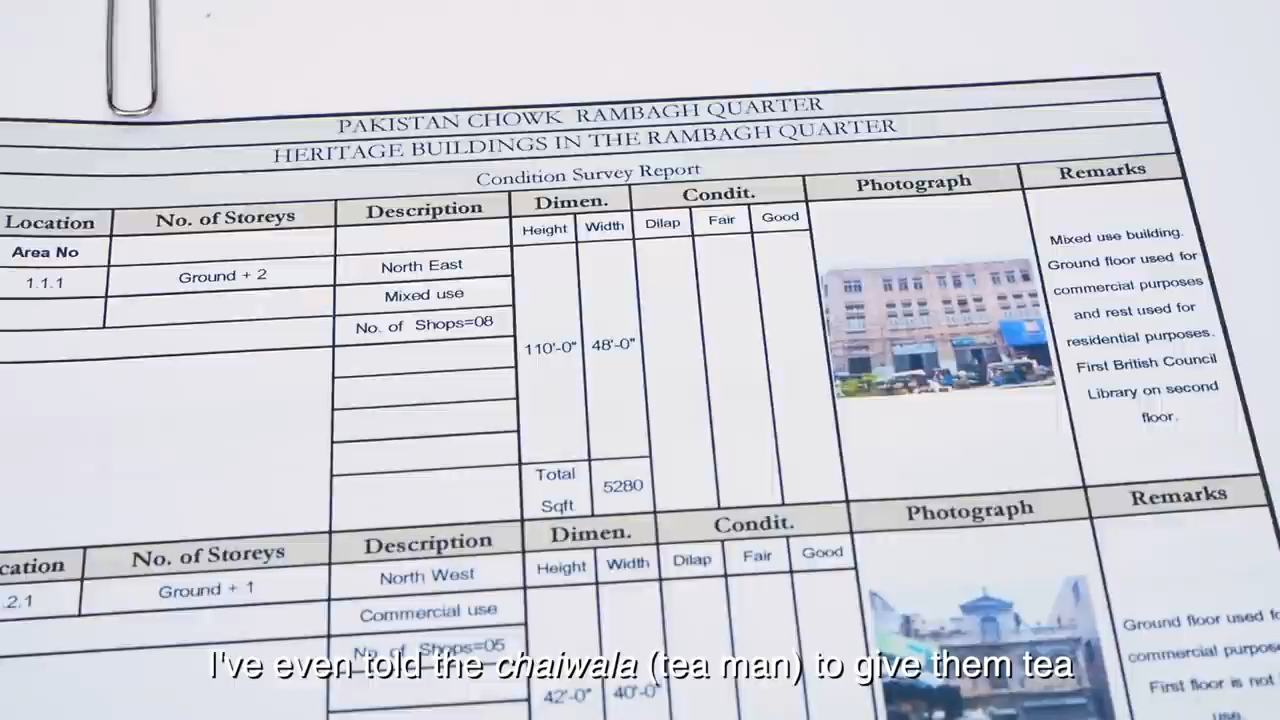 PAKISTAN CHOWK RAMBAGH QUARTER
HERITAGE BUILDINGS IN THE RAMBAGH QUARTER
Condition Survey Report
Location No. of Storeys Description Dimen. Condit. Photograph Remarks
Height Width Dilap Fair Good
Area No
1.1.1 Ground + 2 North East
Mixed use
No. of Shops=08
110'-0" 48'-0"
Total Sqft 5280
Mixed use building.
Ground floor used for
commercial purposes
and rest used for
residential purposes.
First British Council
Library on second
floor.
cation No. of Storeys Description Dimen. Condit. Photograph Remarks
Height Width Dilap Fair Good
.2.1 Ground + 1 North West
Commercial use
No. of Shops=05
42'-0" 40'-0"
Ground floor used fo
commercial purpose
First floor is not
use.
I've even told the chaiwala (tea man) to give them tea